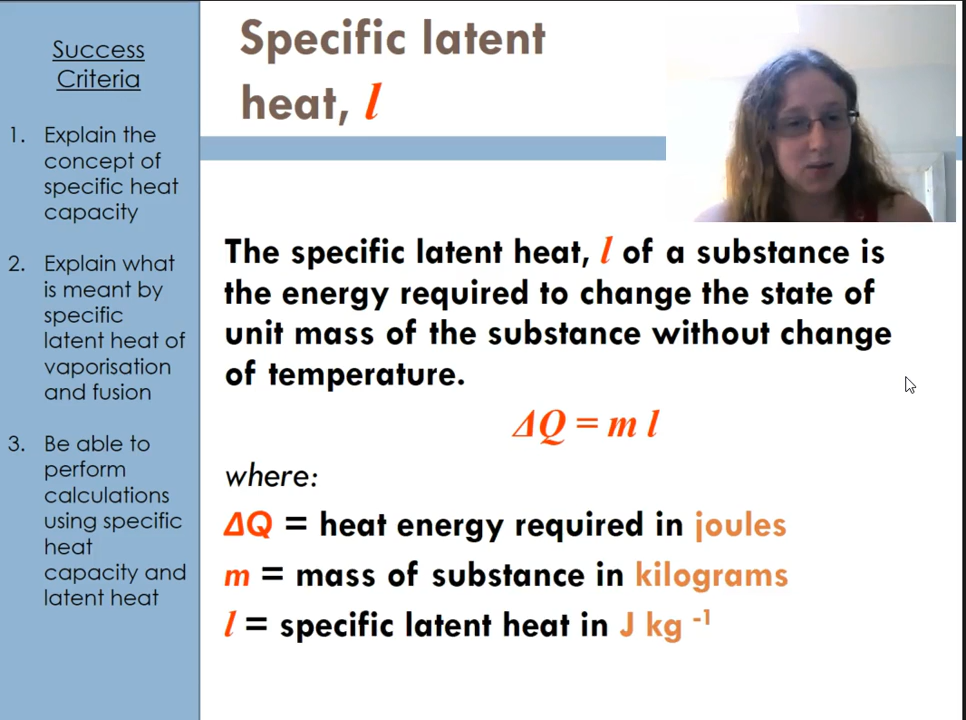 Success
Criteria
1. Explain the
concept of
specific heat
capacity
2. Explain what
is meant by
specific
latent heat of
vaporisation
and fusion
3. Be able to
perform
calculations
using specific
heat
capacity and
latent heat
Specific latent
heat, l
The specific latent heat, l of a substance is
the energy required to change the state of
unit mass of the substance without change
of temperature.
ΔQ = m l
where:
ΔQ = heat energy required in joules
m = mass of substance in kilograms
l = specific latent heat in J kg ⁻¹